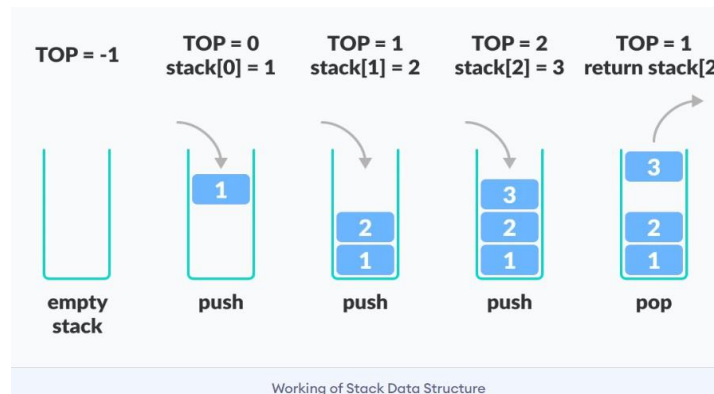 TOP = -1
TOP = 0
stack[0] = 1
TOP = 1
stack[1] = 2
TOP = 2
stack[2] = 3
TOP = 1
return stack[2
1
2
1
3
2
1
3
2
1
empty
stack
push
push
push
pop
Working of Stack Data Structure